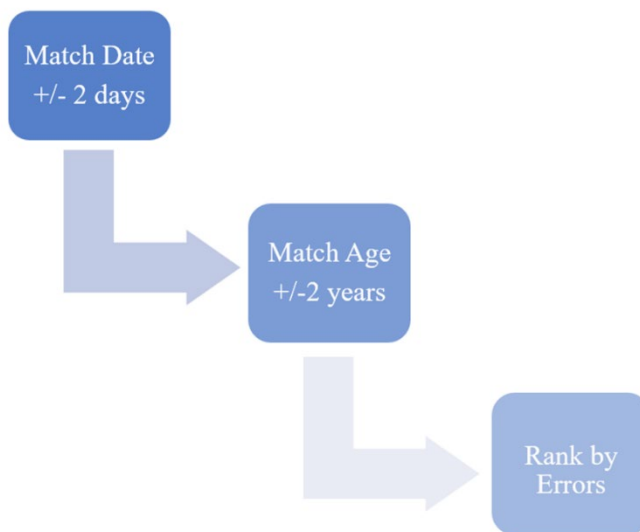 Match Date
+/- 2 days
Match Age
+/-2 years
Rank by
Errors